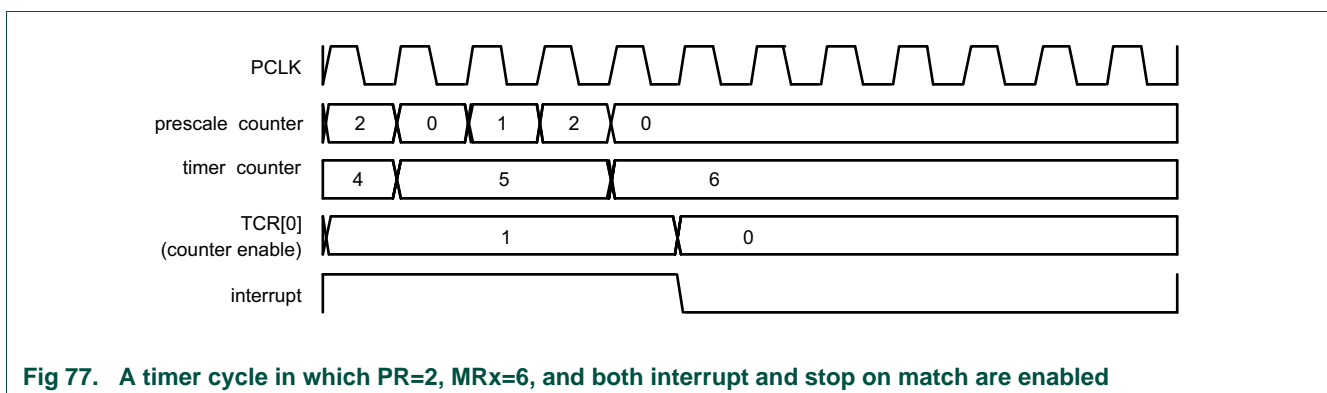 PCLK
prescale counter 2 0 1 2 0
timer counter 4 5 6
TCR[0]
(counter enable) 1 0
interrupt
Fig 77. A timer cycle in which PR=2, MRx=6, and both interrupt and stop on match are enabled